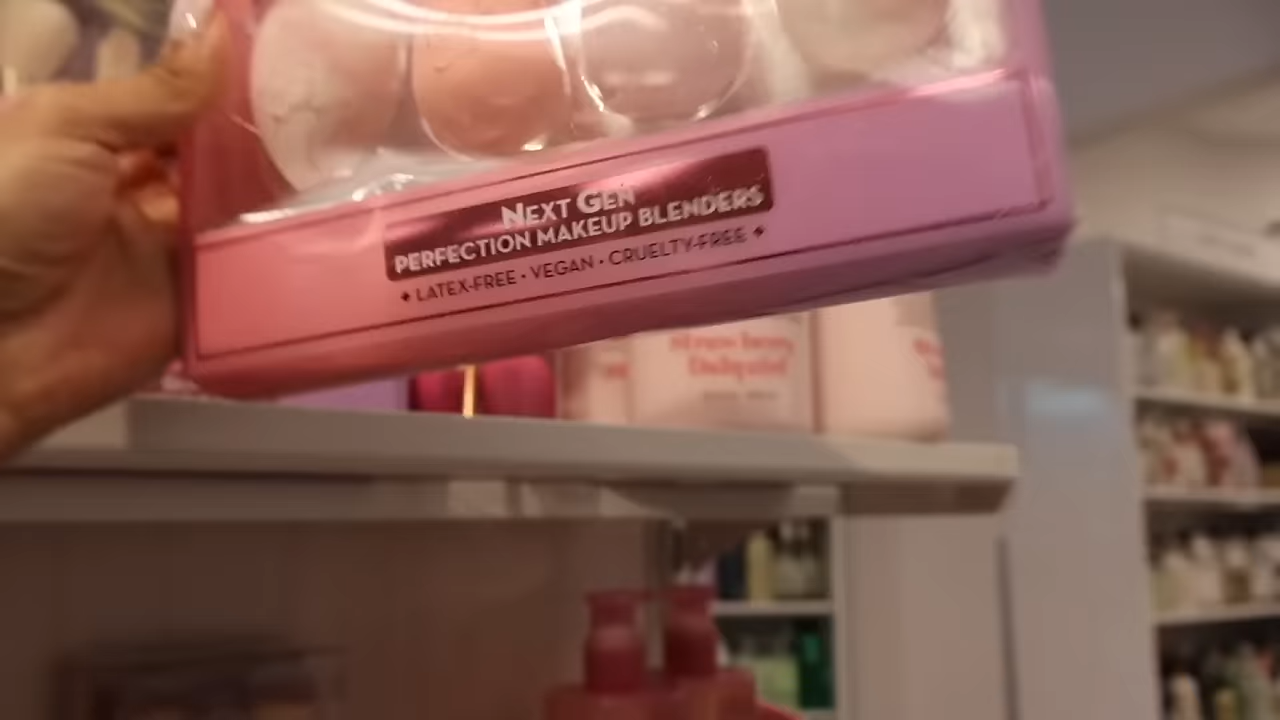 NEXT GEN
PERFECTION MAKEUP BLENDERS
LATEX-FREE • VEGAN • CRUELTY-FREE